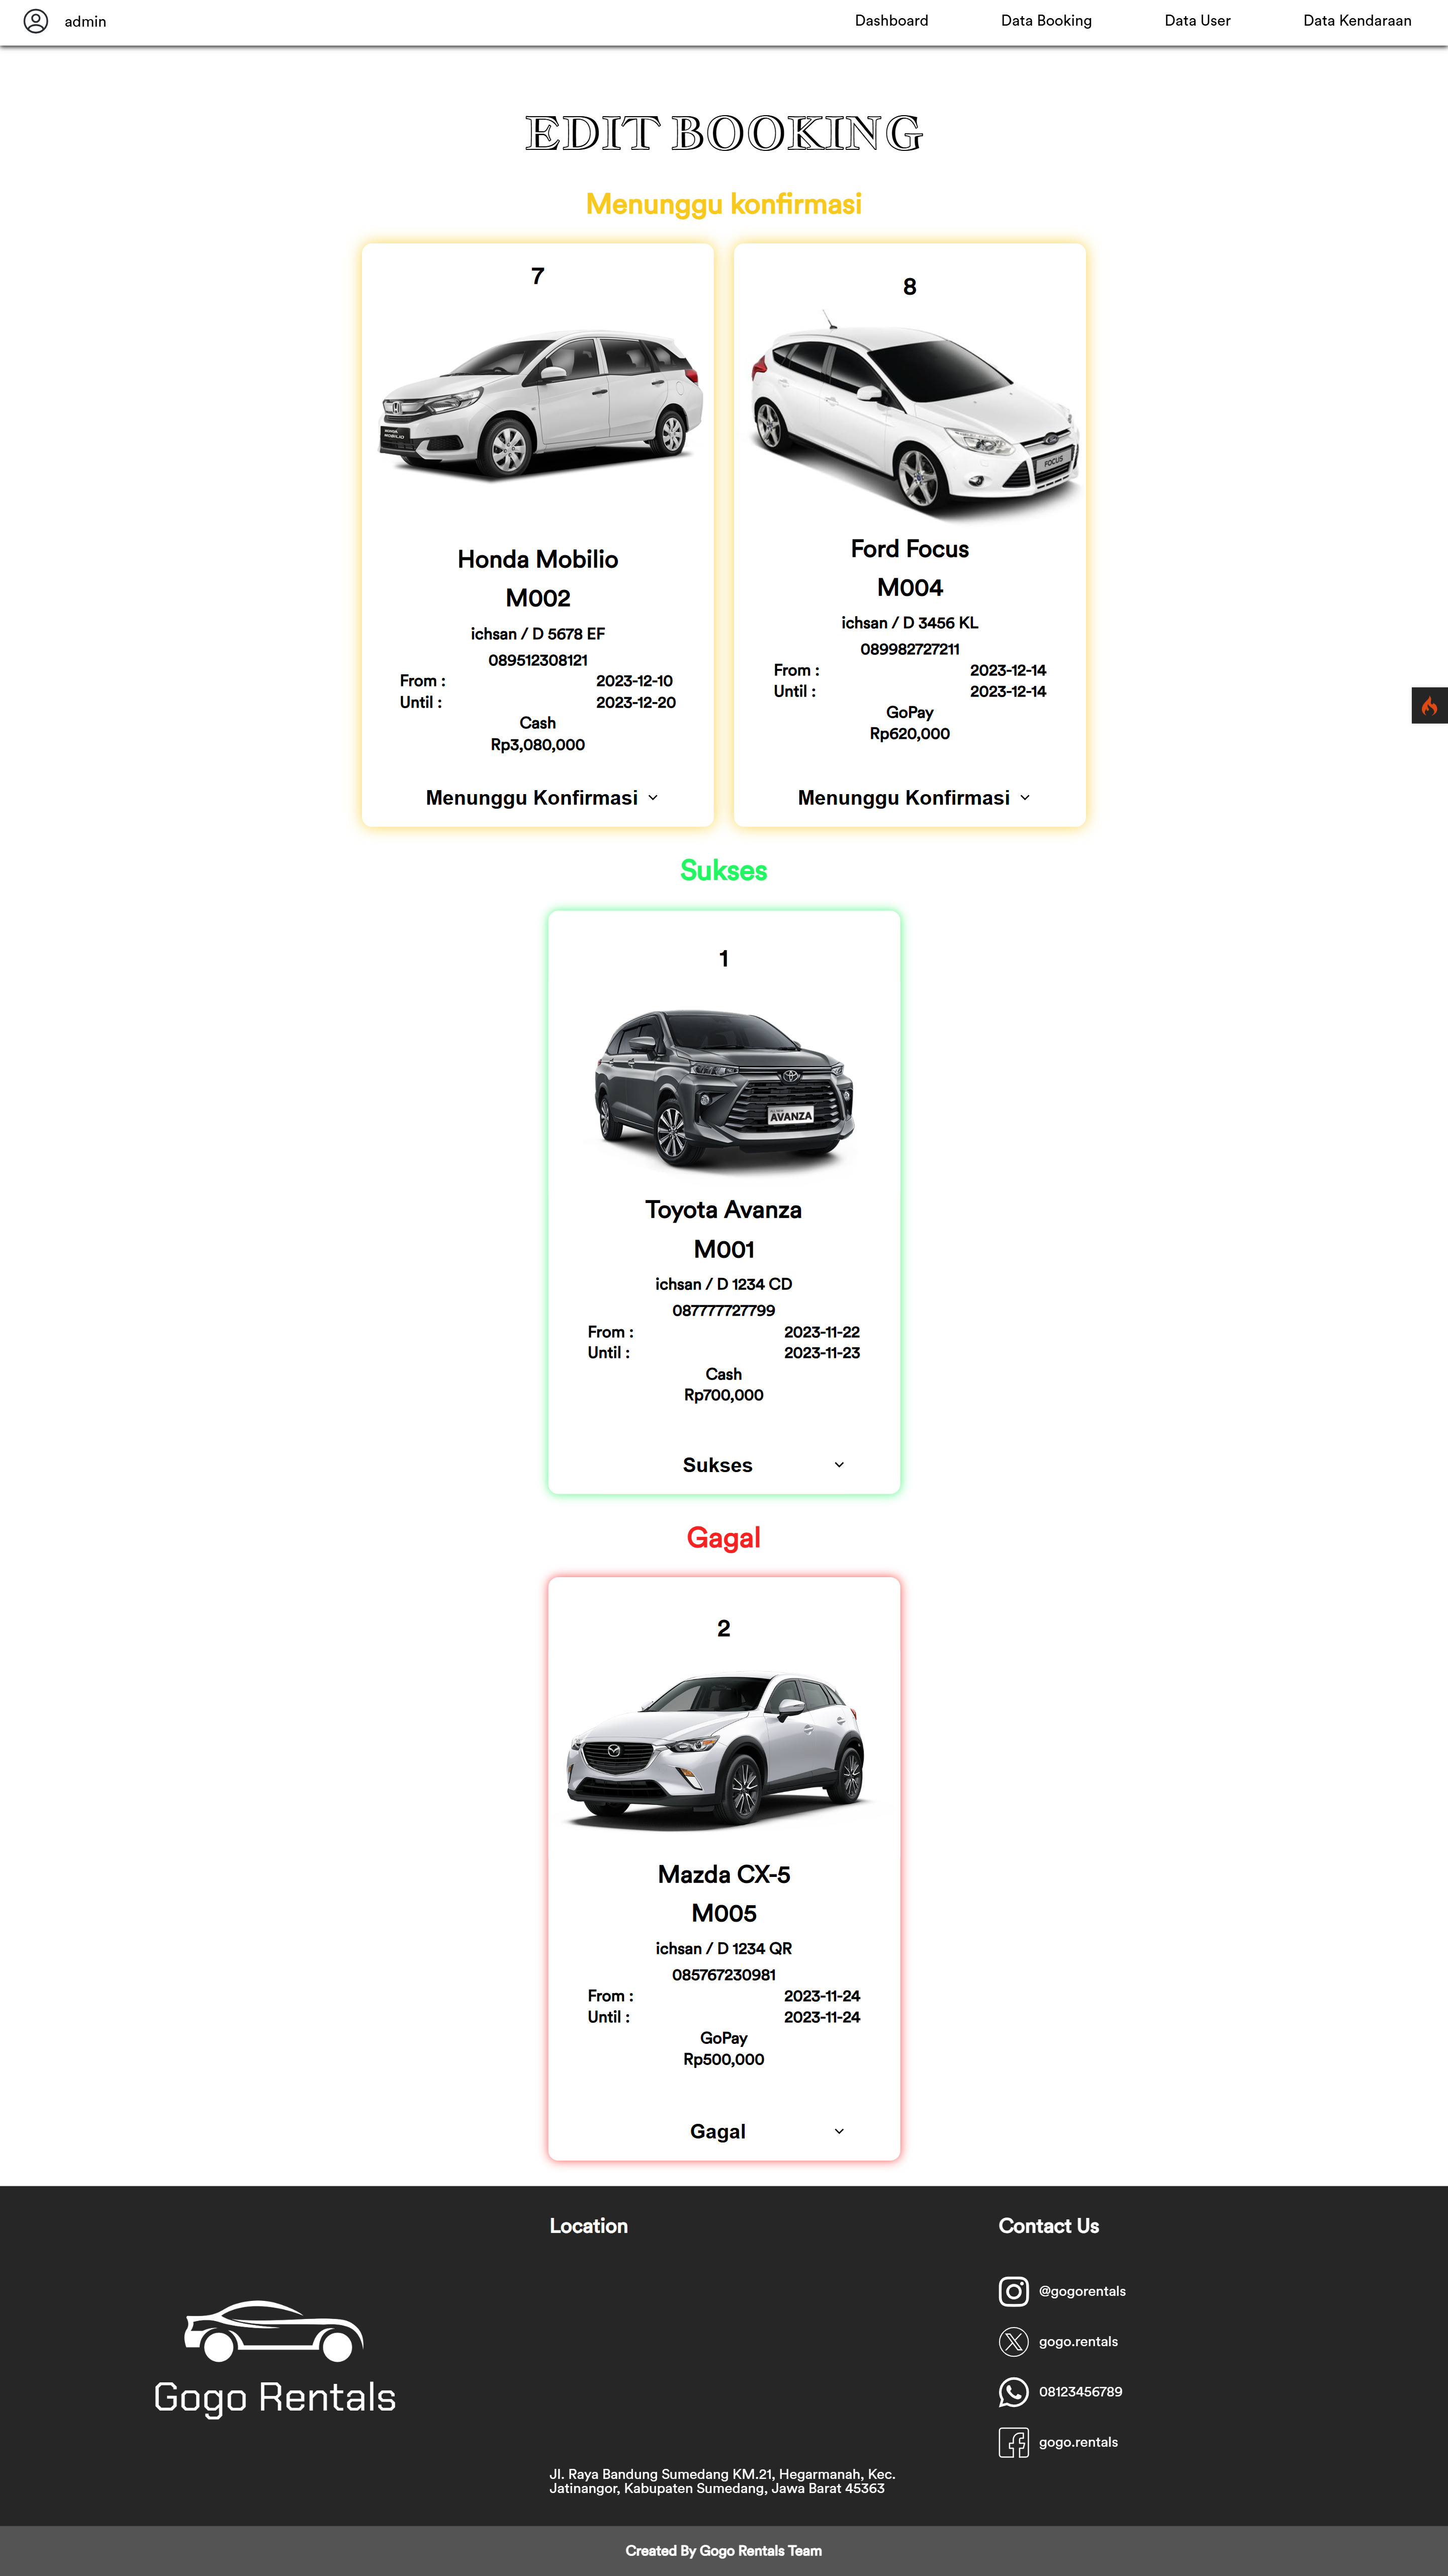 admin
Dashboard
Data Booking
Data User
Data Kendaraan
EDIT BOOKING
Menunggu konfirmasi
7
HONDA
MOBILIO
Honda Mobilio
M002
ichsan / D 5678 EF
089512308121
From : 2023-12-10
Until : 2023-12-20
Cash
Rp3,080,000
Menunggu Konfirmasi
8
FOCUS
Ford Focus
M004
ichsan / D 3456 KL
089982727211
From : 2023-12-14
Until : 2023-12-14
GoPay
Rp620,000
Menunggu Konfirmasi
Sukses
1
AVANZA
Toyota Avanza
M001
ichsan / D 1234 CD
087777727799
From : 2023-11-22
Until : 2023-11-23
Cash
Rp700,000
Sukses
Gagal
2
Mazda CX-5
M005
ichsan / D 1234 QR
085767230981
From : 2023-11-24
Until : 2023-11-24
GoPay
Rp500,000
Gagal
Gogo Rentals
Location
Jl. Raya Bandung Sumedang KM.21, Hegarmanah, Kec.
Jatinangor, Kabupaten Sumedang, Jawa Barat 45363
Contact Us
@gogorentals
gogo.rentals
08123456789
gogo.rentals
Created By Gogo Rentals Team